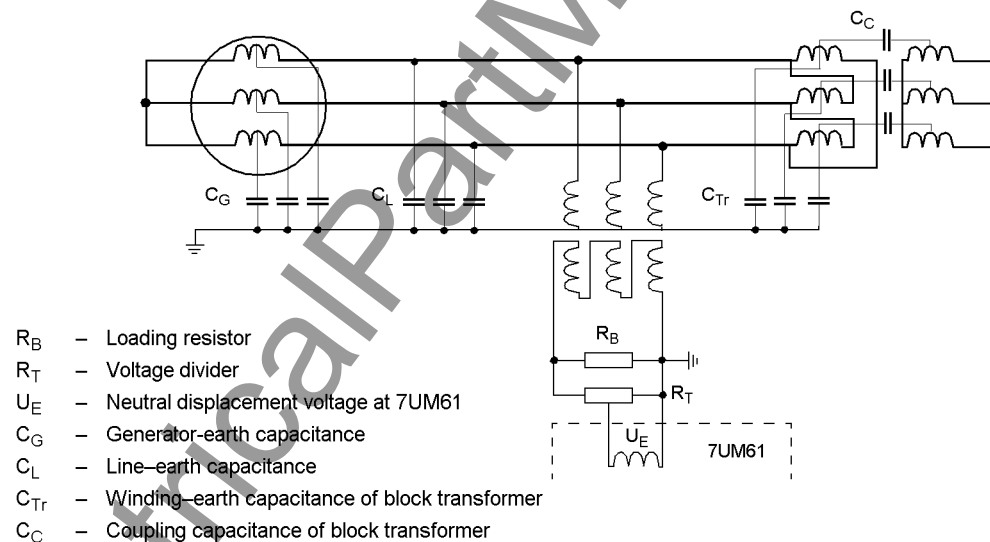 C_C
C_G
C_L
C_Tr
R_B
R_T
U_E
7UM61
R_B – Loading resistor
R_T – Voltage divider
U_E – Neutral displacement voltage at 7UM61
C_G – Generator-earth capacitance
C_L – Line–earth capacitance
C_Tr – Winding–earth capacitance of block transformer
C_C – Coupling capacitance of block transformer
tricalPartM